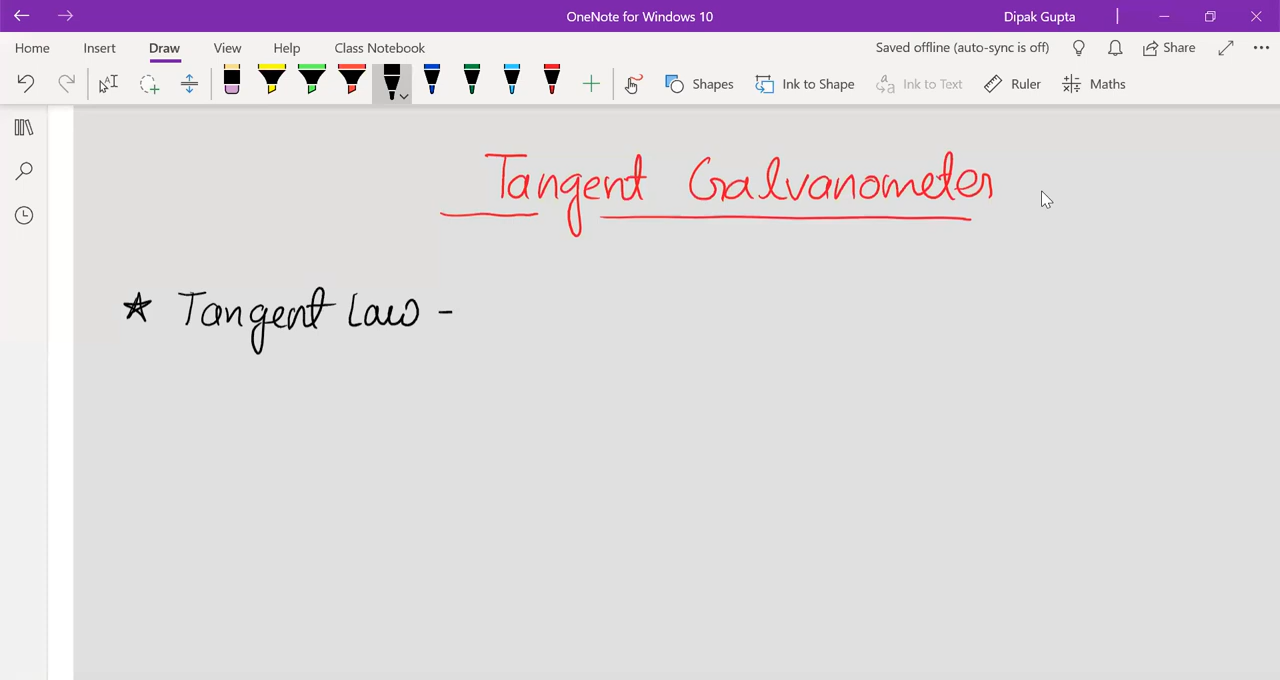 OneNote for Windows 10
Dipak Gupta
Home Insert Draw View Help Class Notebook
Saved offline (auto-sync is off)
Share
Shapes
Ink to Shape
Ink to Text
Ruler
Maths
Tangent Galvanometer
★ Tangent Law -